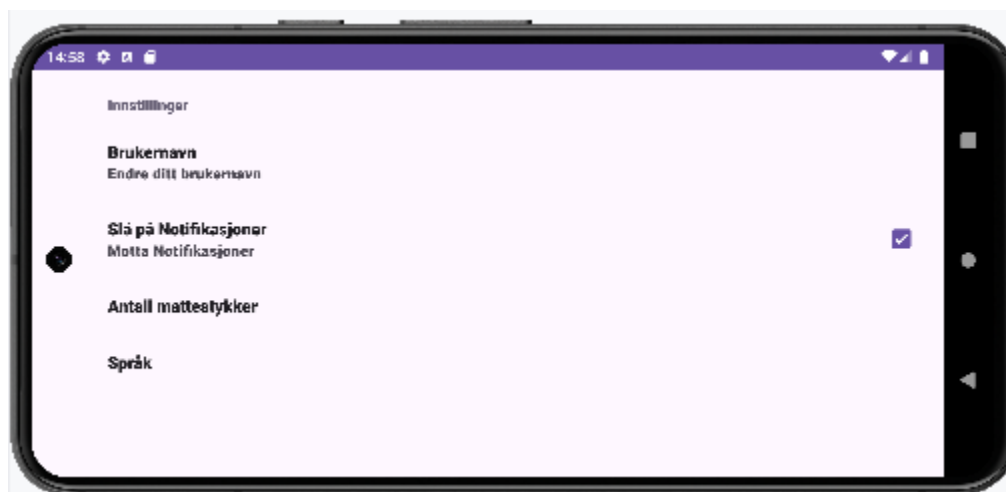 14:58
Innstillinger
Brukernavn
Endre ditt brukernavn
Slå på Notifikasjoner
Motta Notifikasjoner
Antall mattestykker
Språk